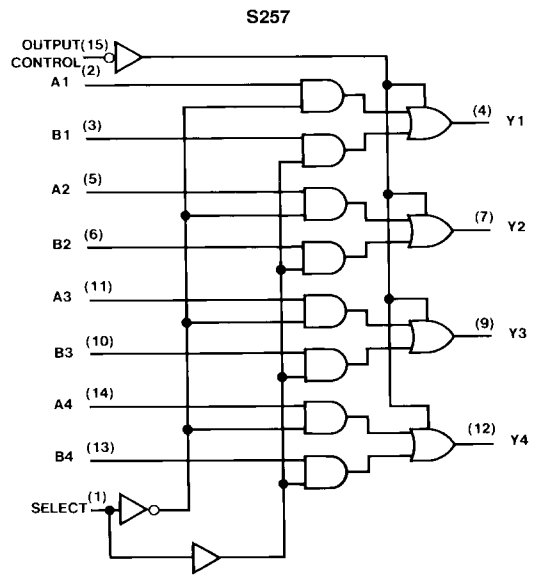 S257
OUTPUT (15)
CONTROL
(2)
A1
(3)
B1
(4)
Y1
(5)
A2
(6)
B2
(7)
Y2
(11)
A3
(10)
B3
(9)
Y3
(14)
A4
(13)
B4
(12)
Y4
SELECT (1)